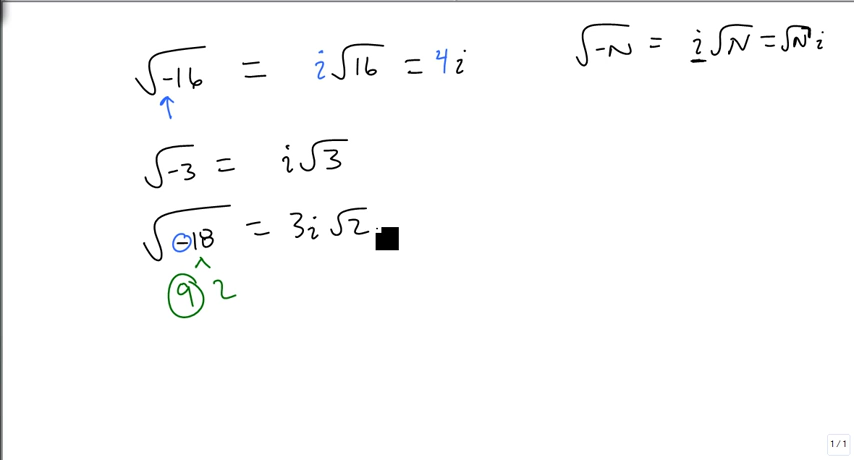 √-16 = i√16 = 4i
√-N = i√N = √N i
√-3 = i√3
√-18 = 3i√2
9 2
1 / 1